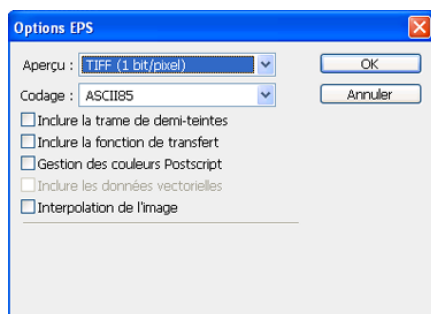 Options EPS
Aperçu : TIFF (1 bit/pixel) OK
Codage : ASCII85 Annuler
Inclure la trame de demi-teintes
Inclure la fonction de transfert
Gestion des couleurs Postscript
Inclure les données vectorielles
Interpolation de l'image